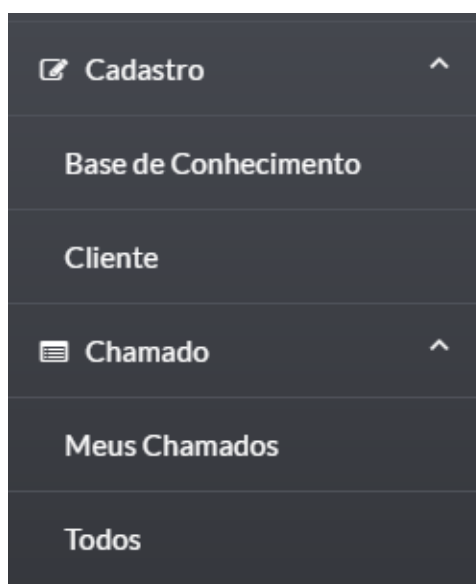 Cadastro
Base de Conhecimento
Cliente
Chamado
Meus Chamados
Todos